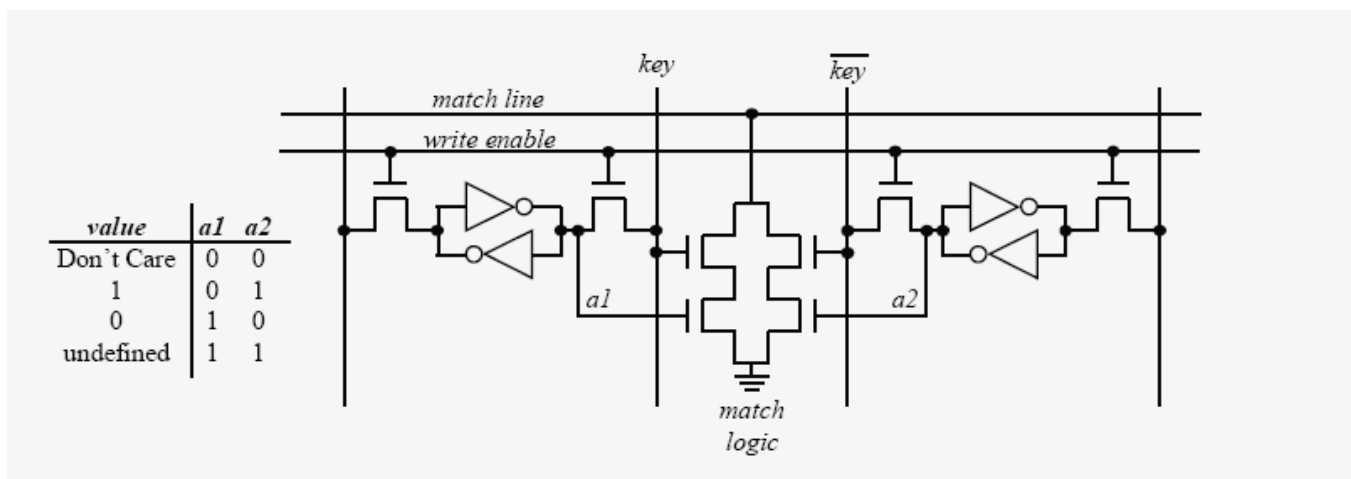 key
k̅e̅y̅
match line
write enable
value a1 a2
Don't Care 0 0
1 0 1
0 1 0
undefined 1 1
a1
a2
match
logic